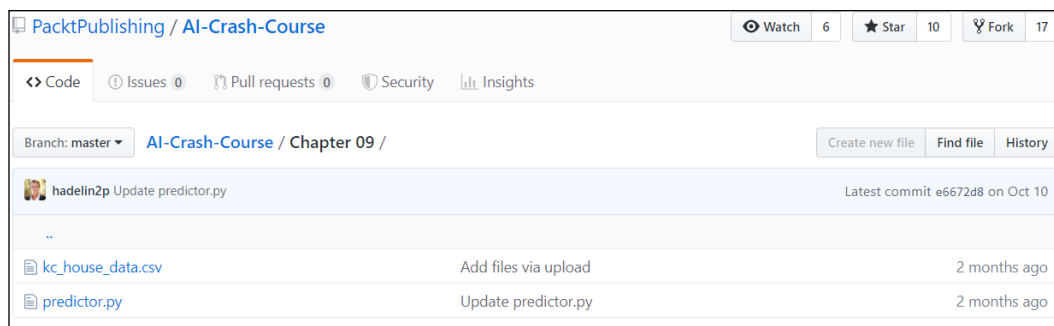 PacktPublishing / AI-Crash-Course Watch 6 Star 10 Fork 17
Code Issues 0 Pull requests 0 Security Insights
Branch: master AI-Crash-Course / Chapter 09 / Create new file Find file History
hadelin2p Update predictor.py Latest commit e6672d8 on Oct 10
..
kc_house_data.csv Add files via upload 2 months ago
predictor.py Update predictor.py 2 months ago